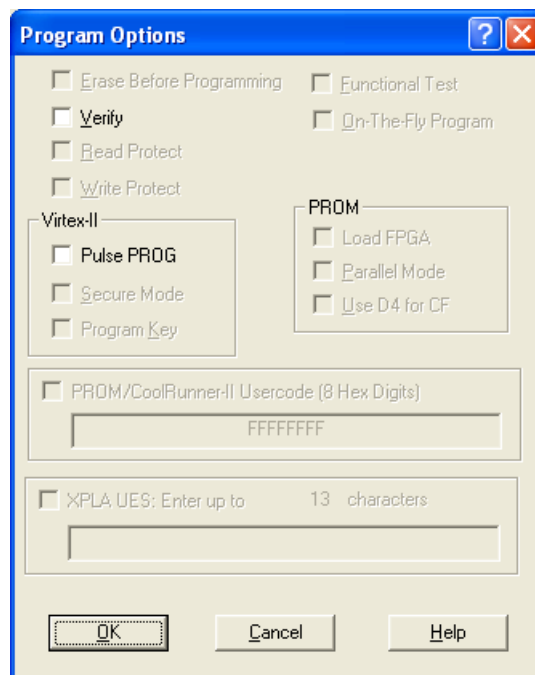 Program Options
Erase Before Programming
Functional Test
Verify
On-The-Fly Program
Read Protect
Write Protect
Virtex-II
Pulse PROG
Secure Mode
Program Key
PROM
Load FPGA
Parallel Mode
Use D4 for CF
PROM/CoolRunner-II Usercode (8 Hex Digits)
FFFFFFFF
XPLA UES: Enter up to 13 characters
OK Cancel Help